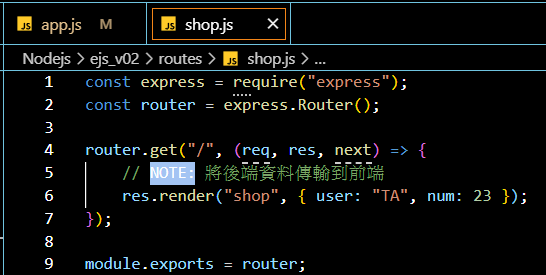 JS app.js M JS shop.js ×
Nodejs > ejs_v02 > routes > JS shop.js > ...
1 const express = require("express");
2 const router = express.Router();
3
4 router.get("/", (req, res, next) => {
5 // NOTE: 將後端資料傳輸到前端
6 res.render("shop", { user: "TA", num: 23 });
7 });
8
9 module.exports = router;